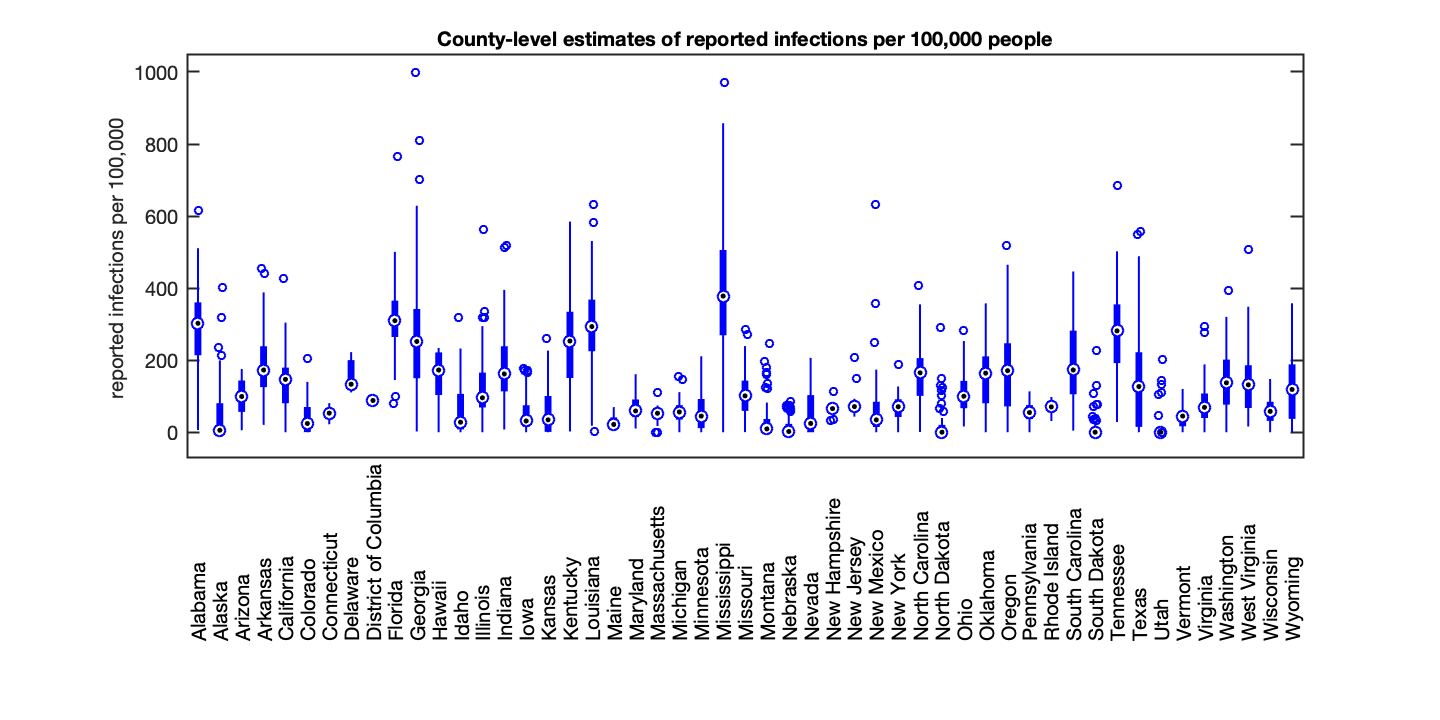 County-level estimates of reported infections per 100,000 people
reported infections per 100,000
1000
800
600
400
200
0
Alabama
Alaska
Arizona
Arkansas
California
Colorado
Connecticut
Delaware
District of Columbia
Florida
Georgia
Hawaii
Idaho
Illinois
Indiana
Iowa
Kansas
Kentucky
Louisiana
Maine
Maryland
Massachusetts
Michigan
Minnesota
Mississippi
Missouri
Montana
Nebraska
Nevada
New Hampshire
New Jersey
New Mexico
New York
North Carolina
North Dakota
Ohio
Oklahoma
Oregon
Pennsylvania
Rhode Island
South Carolina
South Dakota
Tennessee
Texas
Utah
Vermont
Virginia
Washington
West Virginia
Wisconsin
Wyoming